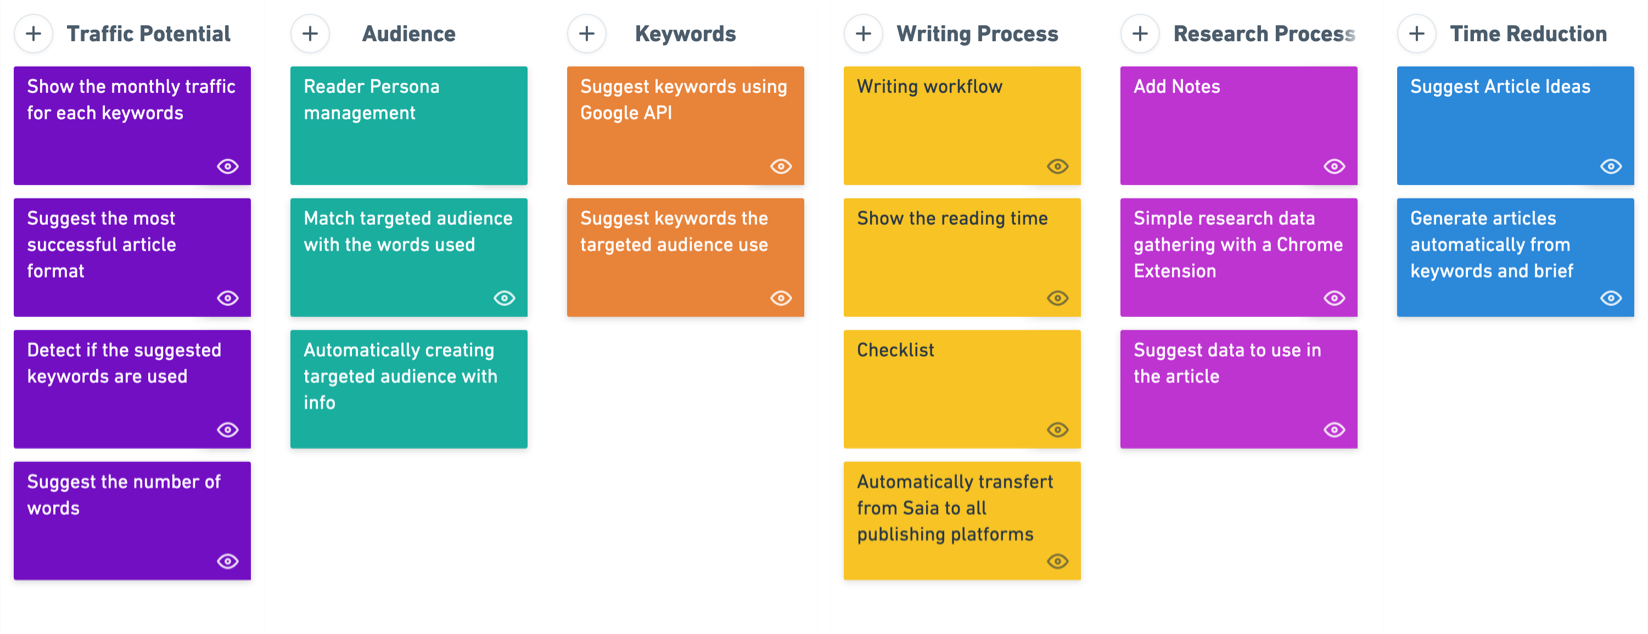 Traffic Potential
Show the monthly traffic
for each keywords
Suggest the most
successful article
format
Detect if the suggested
keywords are used
Suggest the number of
words
Audience
Reader Persona
management
Match targeted audience
with the words used
Automatically creating
targeted audience with
info
Keywords
Suggest keywords using
Google API
Suggest keywords the
targeted audience use
Writing Process
Writing workflow
Show the reading time
Checklist
Automatically transfert
from Saia to all
publishing platforms
Research Process
Add Notes
Simple research data
gathering with a Chrome
Extension
Suggest data to use in
the article
Time Reduction
Suggest Article Ideas
Generate articles
automatically from
keywords and brief